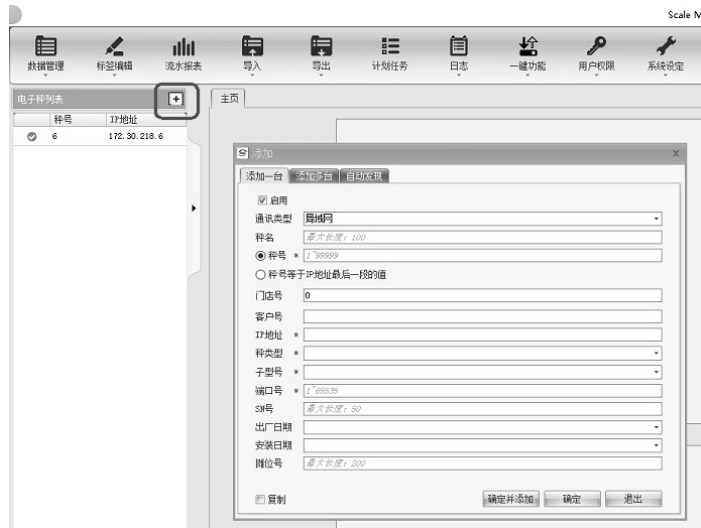 Scale M
数据管理 标签编辑 流水报表 导入 导出 计划任务 日志 一键功能 用户权限 系统设定
电子秤列表
主页
秤号 IP地址
6 172.30.218.6
添加
添加一台 添加多台 自动发现
启用
通讯类型 局域网
秤名 最大长度：100
秤号 * 1~99999
秤号等于IP地址最后一段的值
门店号 0
客户号
IP地址 *
秤类型 *
子型号 *
端口号 * 1~65535
SN号 最大长度：50
出厂日期
安装日期
摊位号 最大长度：200
复制 确定并添加 确定 退出